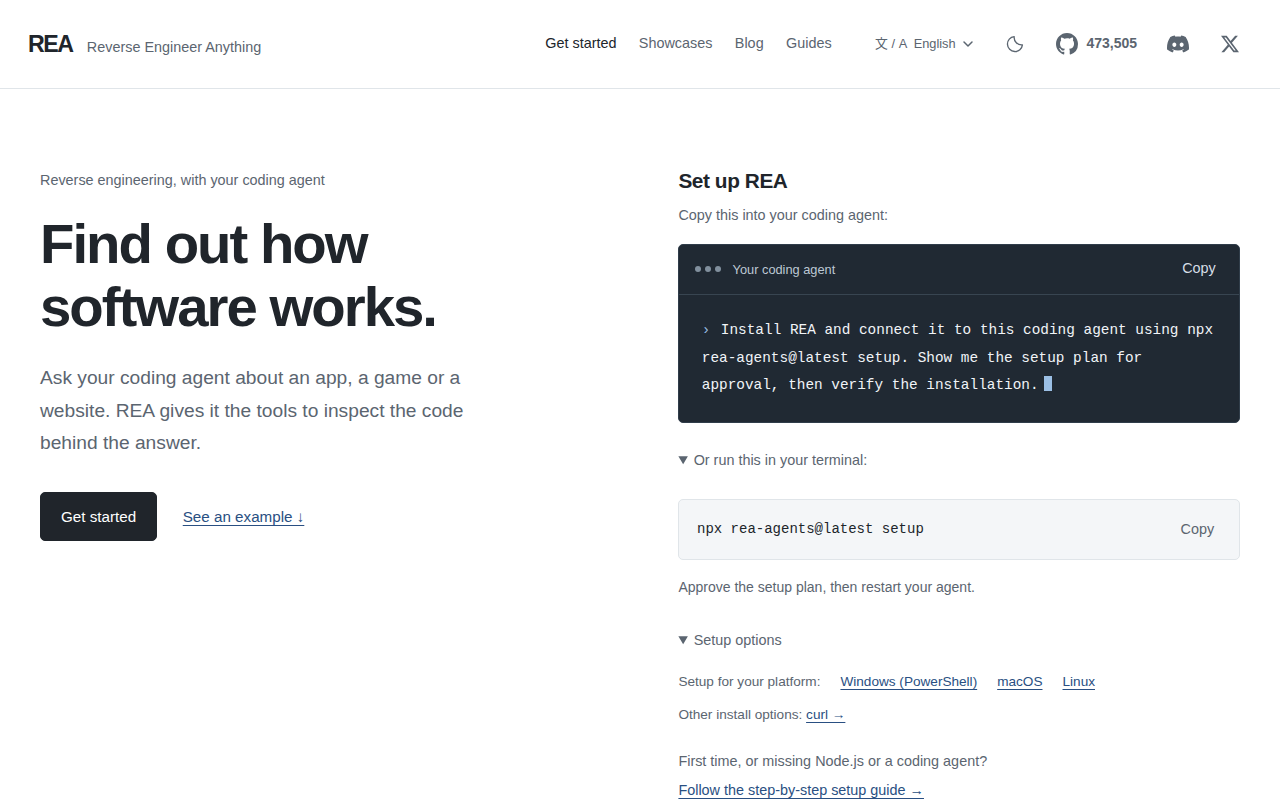 REA Reverse Engineer Anything
Get started Showcases Blog Guides 文 / A English 473,505
Reverse engineering, with your coding agent
Find out how
software works.
Ask your coding agent about an app, a game or a
website. REA gives it the tools to inspect the code
behind the answer.
Get started See an example ↓
Set up REA
Copy this into your coding agent:
Your coding agent Copy
› Install REA and connect it to this coding agent using npx
rea-agents@latest setup. Show me the setup plan for
approval, then verify the installation.
▼ Or run this in your terminal:
npx rea-agents@latest setup Copy
Approve the setup plan, then restart your agent.
▼ Setup options
Setup for your platform: Windows (PowerShell) macOS Linux
Other install options: curl →
First time, or missing Node.js or a coding agent?
Follow the step-by-step setup guide →